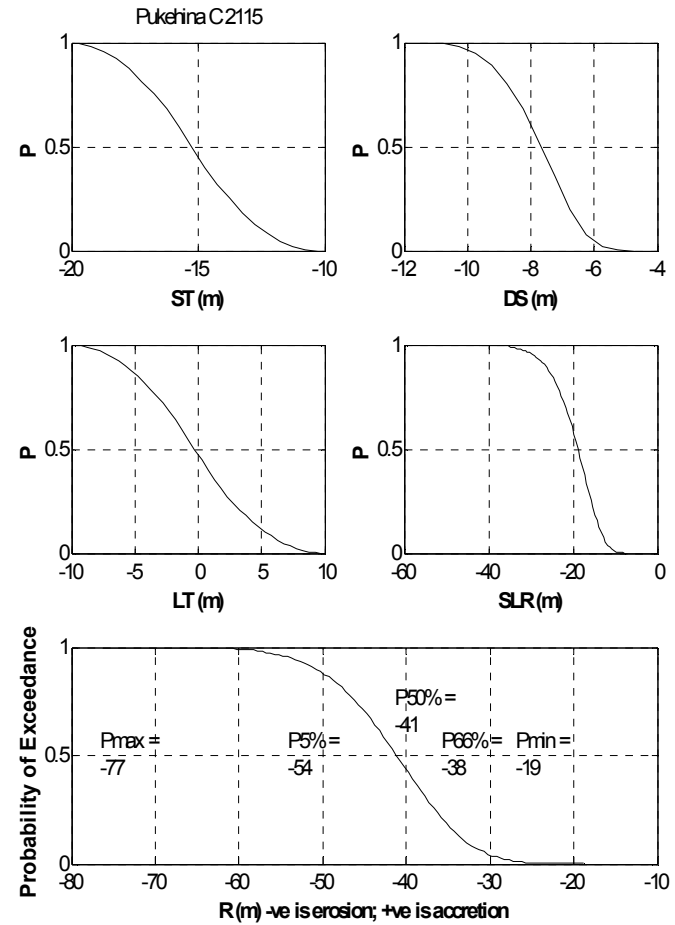 Pukehina C 2115
1
0.5
0
P
-20 -15 -10
ST (m)
1
0.5
0
P
-12 -10 -8 -6 -4
DS (m)
1
0.5
0
P
-10 -5 0 5 10
LT (m)
1
0.5
0
P
-60 -40 -20 0
SLR (m)
Probability of Exceedance
1
0.5
0
Pmax =
-77
P5% =
-54
P50% =
-41
P66% =
-38
Pmin =
-19
-80 -70 -60 -50 -40 -30 -20 -10
R (m) -ve is erosion; +ve is accretion